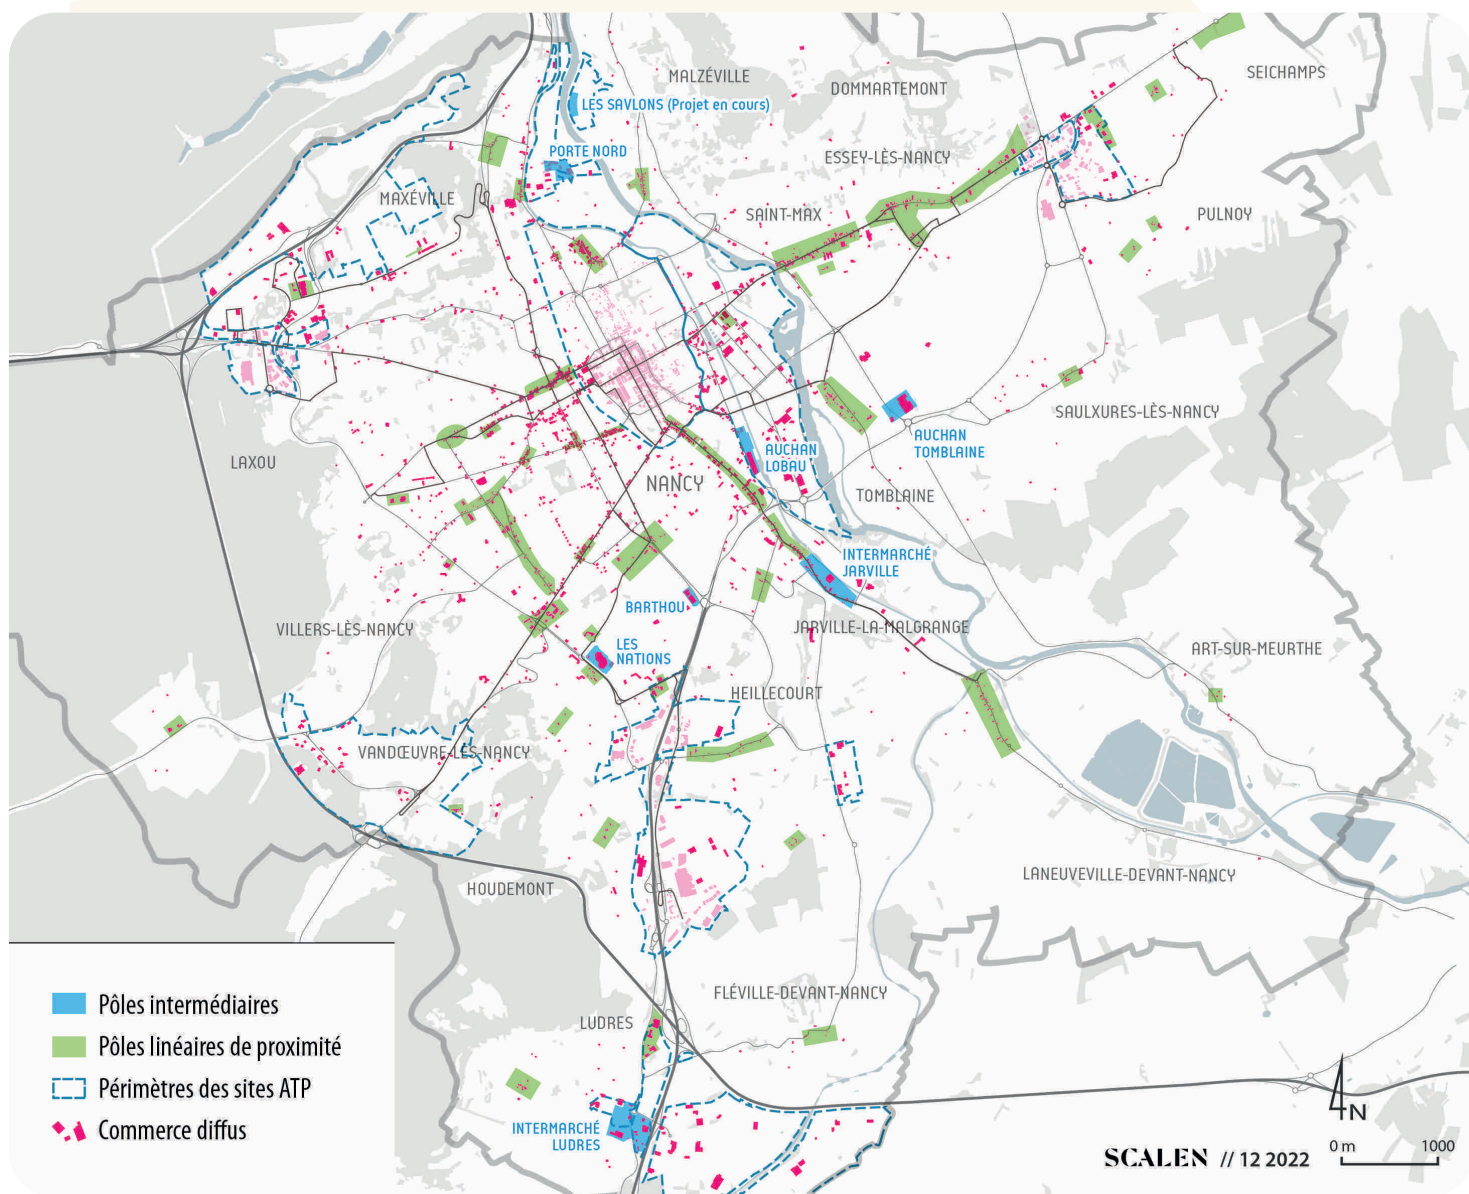 MALZÉVILLE
SEICHAMPS
DOMMARTEMONT
LES SAVLONS (Projet en cours)
PORTE NORD
ESSEY-LÈS-NANCY
MAXÉVILLE
SAINT-MAX
PULNOY
SAULXURES-LÈS-NANCY
AUCHAN
TOMBLAINE
AUCHAN
LOBAU
LAXOU
NANCY
TOMBLAINE
INTERMARCHÉ
JARVILLE
BARTHOU
JARVILLE-LA-MALGRANGE
VILLERS-LÈS-NANCY
LES
NATIONS
ART-SUR-MEURTHE
HEILLECOURT
VANDŒUVRE-LÈS-NANCY
HOUDEMONT
LANEUVEVILLE-DEVANT-NANCY
FLÉVILLE-DEVANT-NANCY
LUDRES
INTERMARCHÉ
LUDRES
Pôles intermédiaires
Pôles linéaires de proximité
Périmètres des sites ATP
Commerce diffus
N
0 m 1000
SCALEN // 12 2022